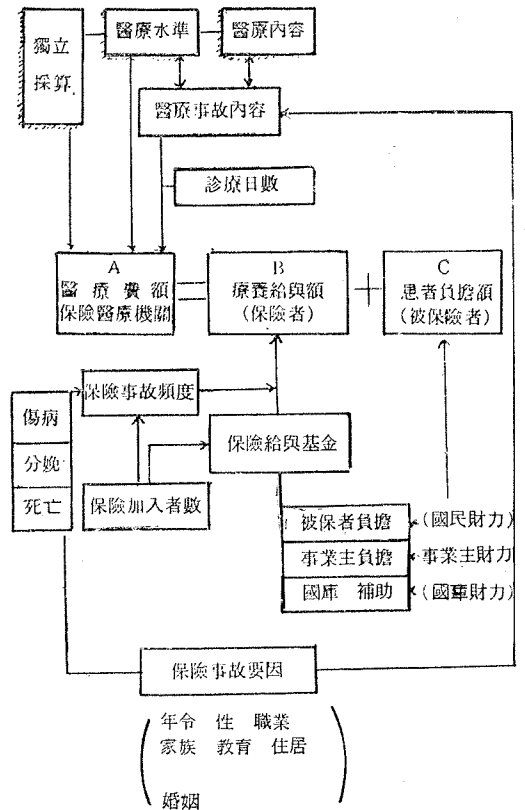 獨立
採算
醫療水準
醫療內容
醫療事故內容
診療日數
A
醫療費額
保險醫療機關
B
療養給與額
(保險者)
C
患者負擔額
(被保險者)
傷病
分娩
死亡
保險事故頻度
保險加入者數
保險給與基金
被保者負擔
事業主負擔
國庫 補助
(國民財力)
事業主財力
(國庫財力)
保險事故要因
年令 性 職業
家族 敎育 住居
婚姻